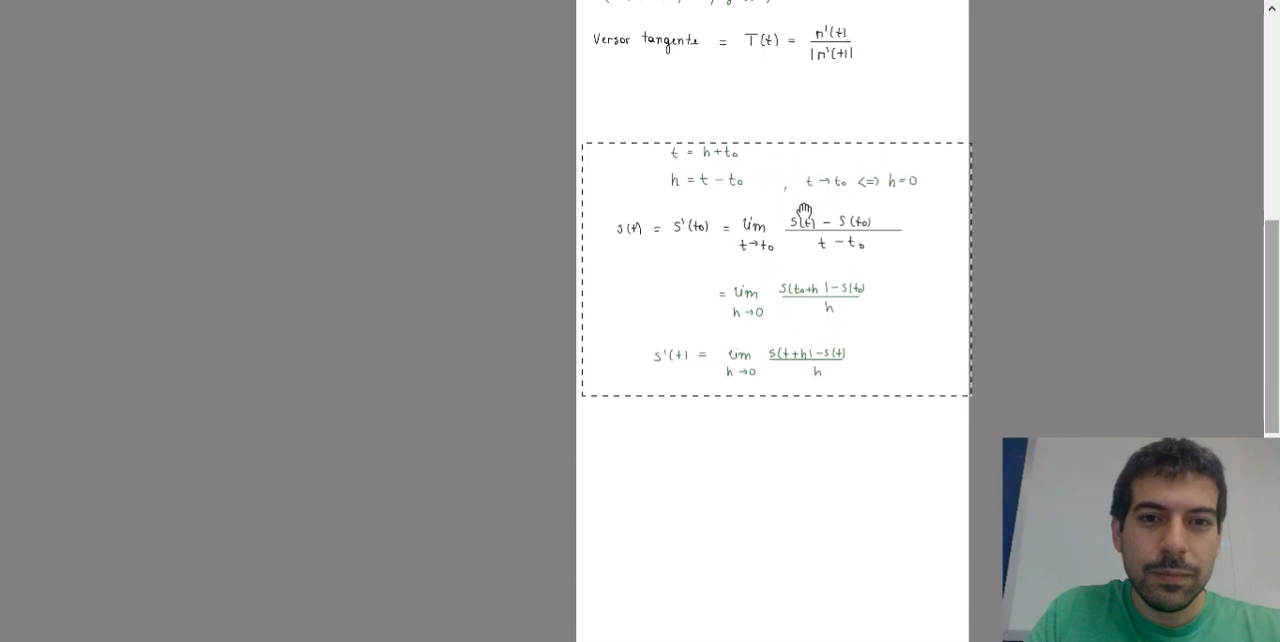 Versor tangente = T(t) = r'(t) / |r'(t)|
t = h+t₀
h = t - t₀ , t → t₀ <=> h = 0
s(t) = s'(t₀) = lim t→t₀ s(t) - s(t₀) / t - t₀
= lim h→0 s(t₀+h) - s(t₀) / h
s'(t) = lim h→0 s(t+h) - s(t) / h